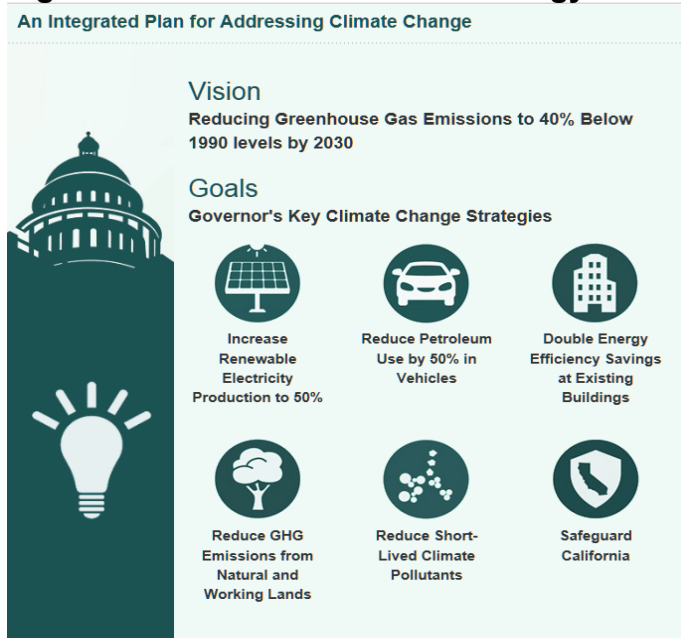 An Integrated Plan for Addressing Climate Change
Vision
Reducing Greenhouse Gas Emissions to 40% Below
1990 levels by 2030
Goals
Governor's Key Climate Change Strategies
Increase
Renewable
Electricity
Production to 50%
Reduce Petroleum
Use by 50% in
Vehicles
Double Energy
Efficiency Savings
at Existing
Buildings
Reduce GHG
Emissions from
Natural and
Working Lands
Reduce Short-
Lived Climate
Pollutants
Safeguard
California